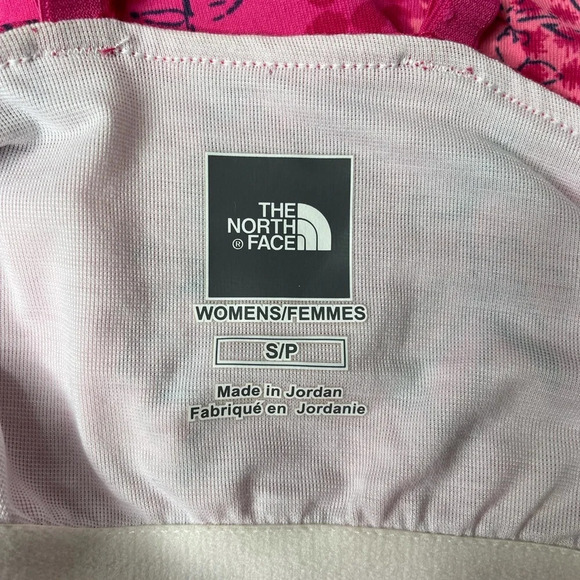 THE
NORTH
® FACE
WOMENS/FEMMES
S/P
Made in Jordan
Fabriqué en Jordanie